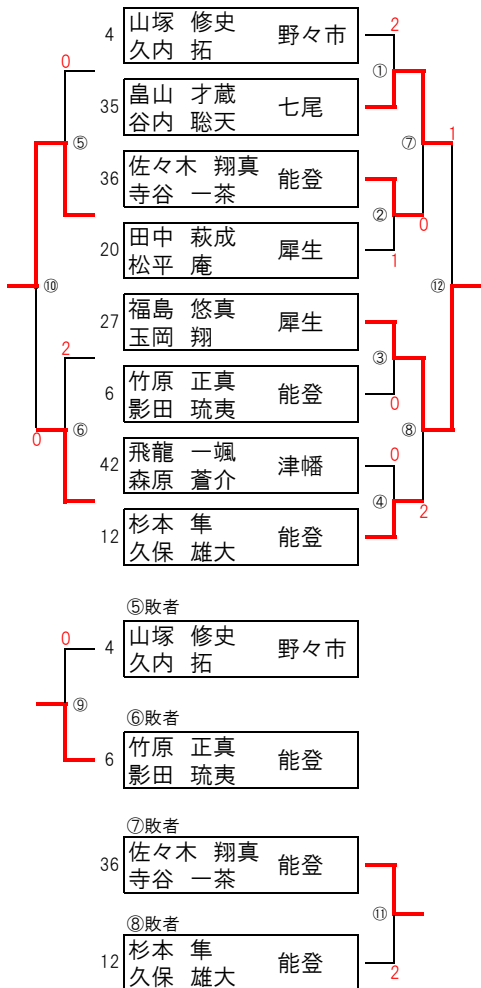 4 山塚 修史 野々市 2
久内 拓
0 ①
35 畠山 才蔵 七尾
谷内 聡天
⑤ ⑦ 1
36 佐々木 翔真 能登
寺谷 一茶
② 0
20 田中 萩成 犀生
松平 庵 1
⑩ ⑫
27 福島 悠真 犀生
玉岡 翔
2 ③
6 竹原 正真 能登
影田 琉夷 0
0 ⑥ ⑧
42 飛龍 一颯 津幡 0
森原 蒼介
④ 2
12 杉本 隼 能登
久保 雄大
⑤敗者
0 4 山塚 修史 野々市
久内 拓
⑨
⑥敗者
6 竹原 正真 能登
影田 琉夷
⑦敗者
36 佐々木 翔真 能登
寺谷 一茶
⑪
⑧敗者
12 杉本 隼 能登
久保 雄大 2